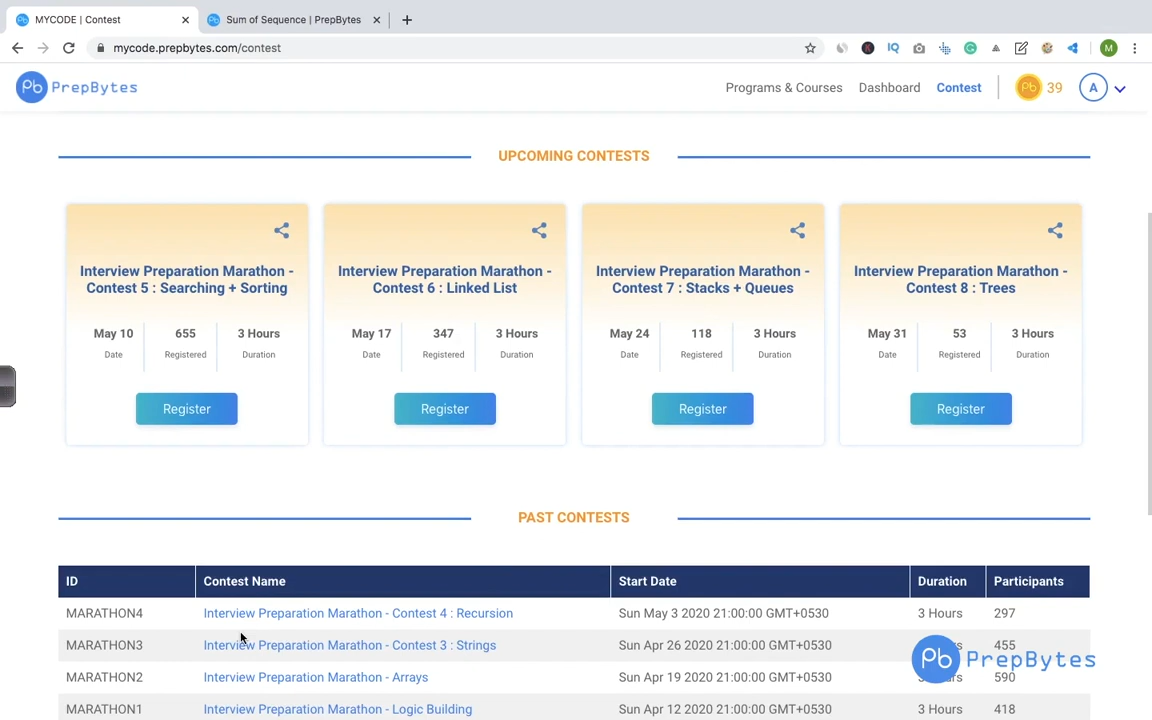 MYCODE | Contest
Sum of Sequence | PrepBytes
mycode.prepbytes.com/contest
IQ
M
Pb PrepBytes
Programs & Courses
Dashboard
Contest
Pb 39
A
UPCOMING CONTESTS
Interview Preparation Marathon -
Contest 5 : Searching + Sorting
May 10 655 3 Hours
Date Registered Duration
Register
Interview Preparation Marathon -
Contest 6 : Linked List
May 17 347 3 Hours
Date Registered Duration
Register
Interview Preparation Marathon -
Contest 7 : Stacks + Queues
May 24 118 3 Hours
Date Registered Duration
Register
Interview Preparation Marathon -
Contest 8 : Trees
May 31 53 3 Hours
Date Registered Duration
Register
PAST CONTESTS
ID Contest Name Start Date Duration Participants
MARATHON4 Interview Preparation Marathon - Contest 4 : Recursion Sun May 3 2020 21:00:00 GMT+0530 3 Hours 297
MARATHON3 Interview Preparation Marathon - Contest 3 : Strings Sun Apr 26 2020 21:00:00 GMT+0530 455
MARATHON2 Interview Preparation Marathon - Arrays Sun Apr 19 2020 21:00:00 GMT+0530 590
MARATHON1 Interview Preparation Marathon - Logic Building Sun Apr 12 2020 21:00:00 GMT+0530 3 Hours 418
Pb PrepBytes